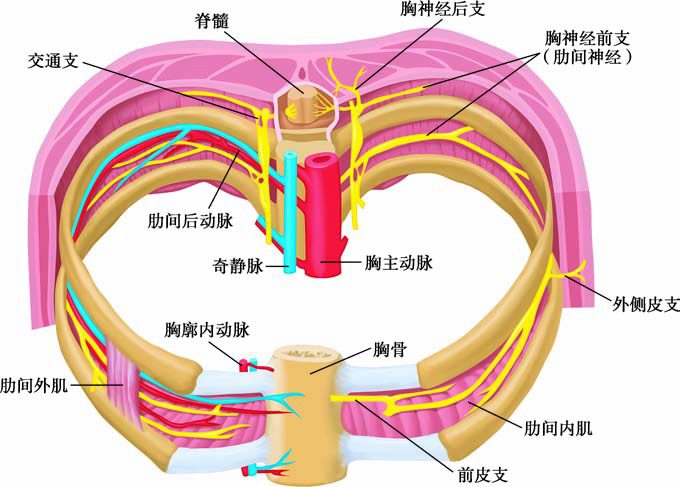 脊髓
胸神经后支
交通支
胸神经前支
(肋间神经)
肋间后动脉
奇静脉
胸主动脉
外侧皮支
胸廓内动脉
胸骨
肋间外肌
肋间内肌
前皮支